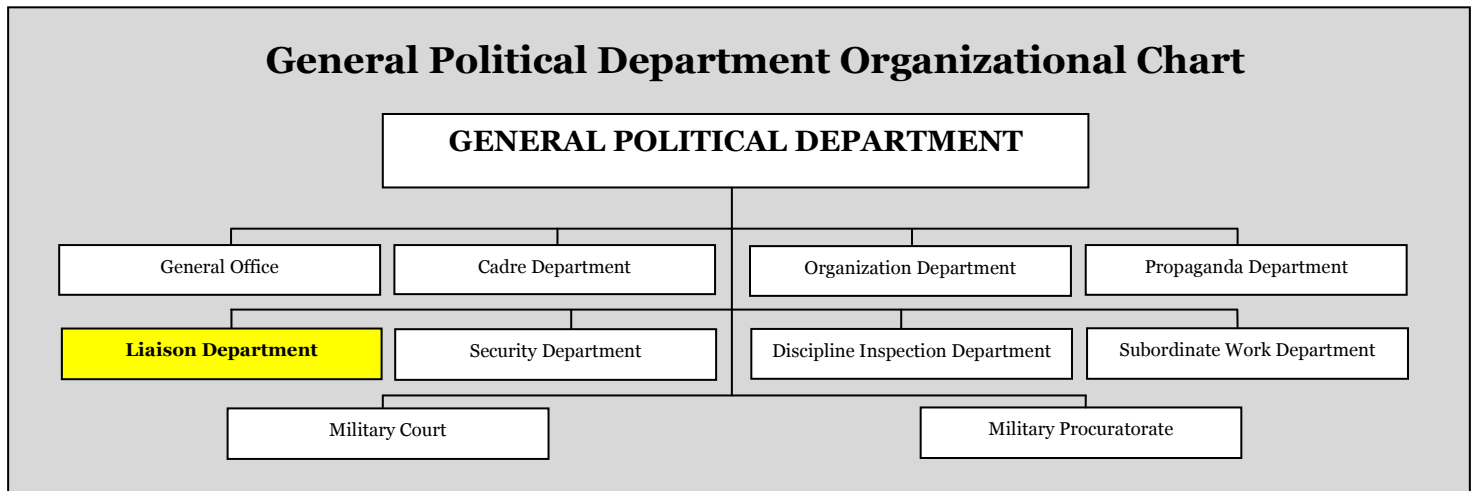 General Political Department Organizational Chart
GENERAL POLITICAL DEPARTMENT
General Office
Cadre Department
Organization Department
Propaganda Department
Liaison Department
Security Department
Discipline Inspection Department
Subordinate Work Department
Military Court
Military Procuratorate